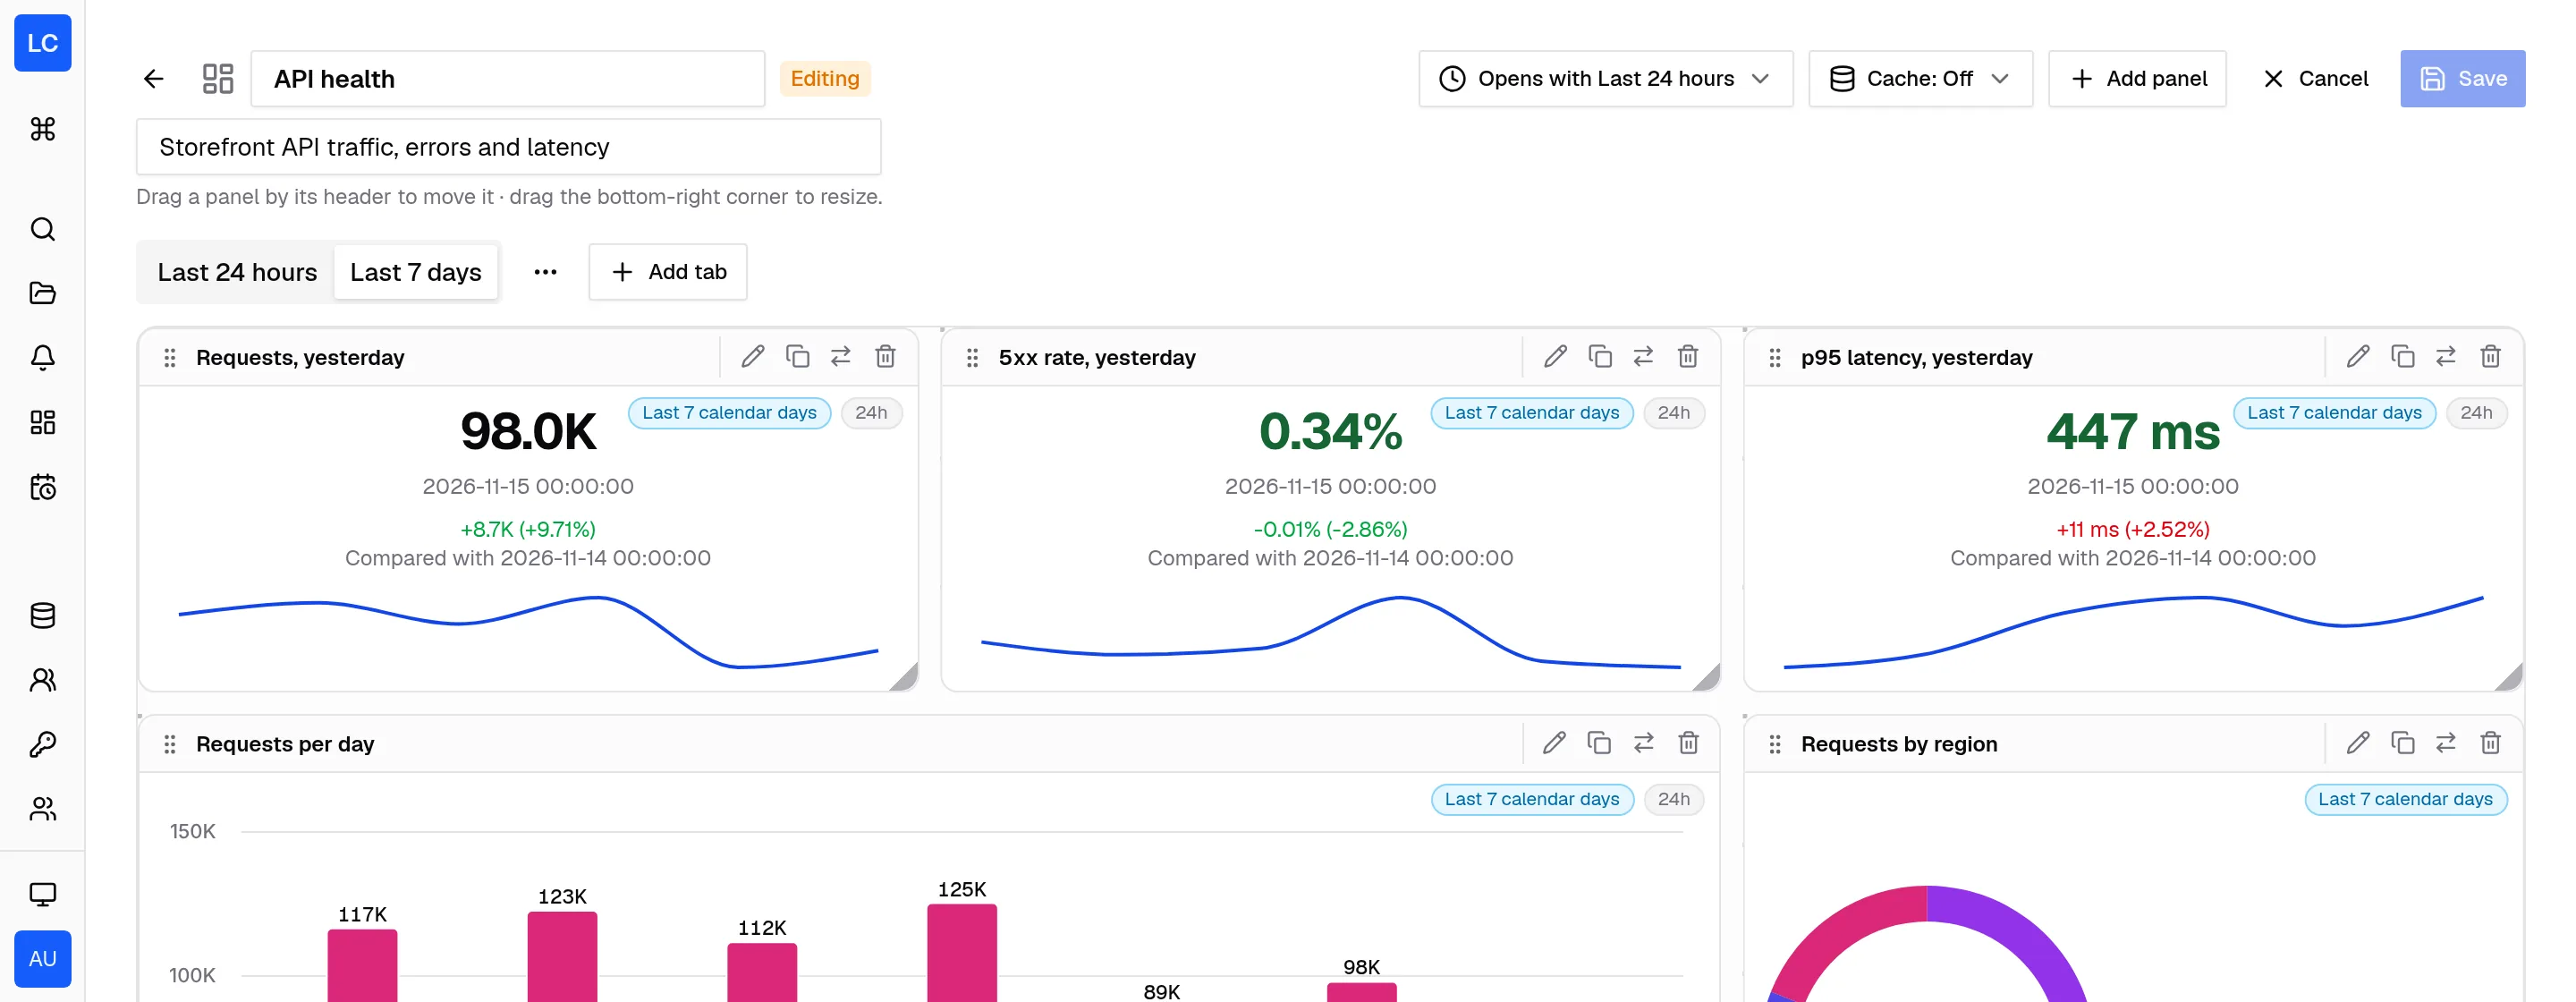 LC
API health
Editing
Opens with Last 24 hours
Cache: Off
Add panel
Cancel
Save
Storefront API traffic, errors and latency
Drag a panel by its header to move it · drag the bottom-right corner to resize.
Last 24 hours
Last 7 days
Add tab
Requests, yesterday
98.0K
Last 7 calendar days
24h
2026-11-15 00:00:00
+8.7K (+9.71%)
Compared with 2026-11-14 00:00:00
5xx rate, yesterday
0.34%
Last 7 calendar days
24h
2026-11-15 00:00:00
-0.01% (-2.86%)
Compared with 2026-11-14 00:00:00
p95 latency, yesterday
447 ms
Last 7 calendar days
24h
2026-11-15 00:00:00
+11 ms (+2.52%)
Compared with 2026-11-14 00:00:00
Requests per day
Last 7 calendar days
24h
150K
100K
117K
123K
112K
125K
89K
98K
Requests by region
Last 7 calendar days
AU